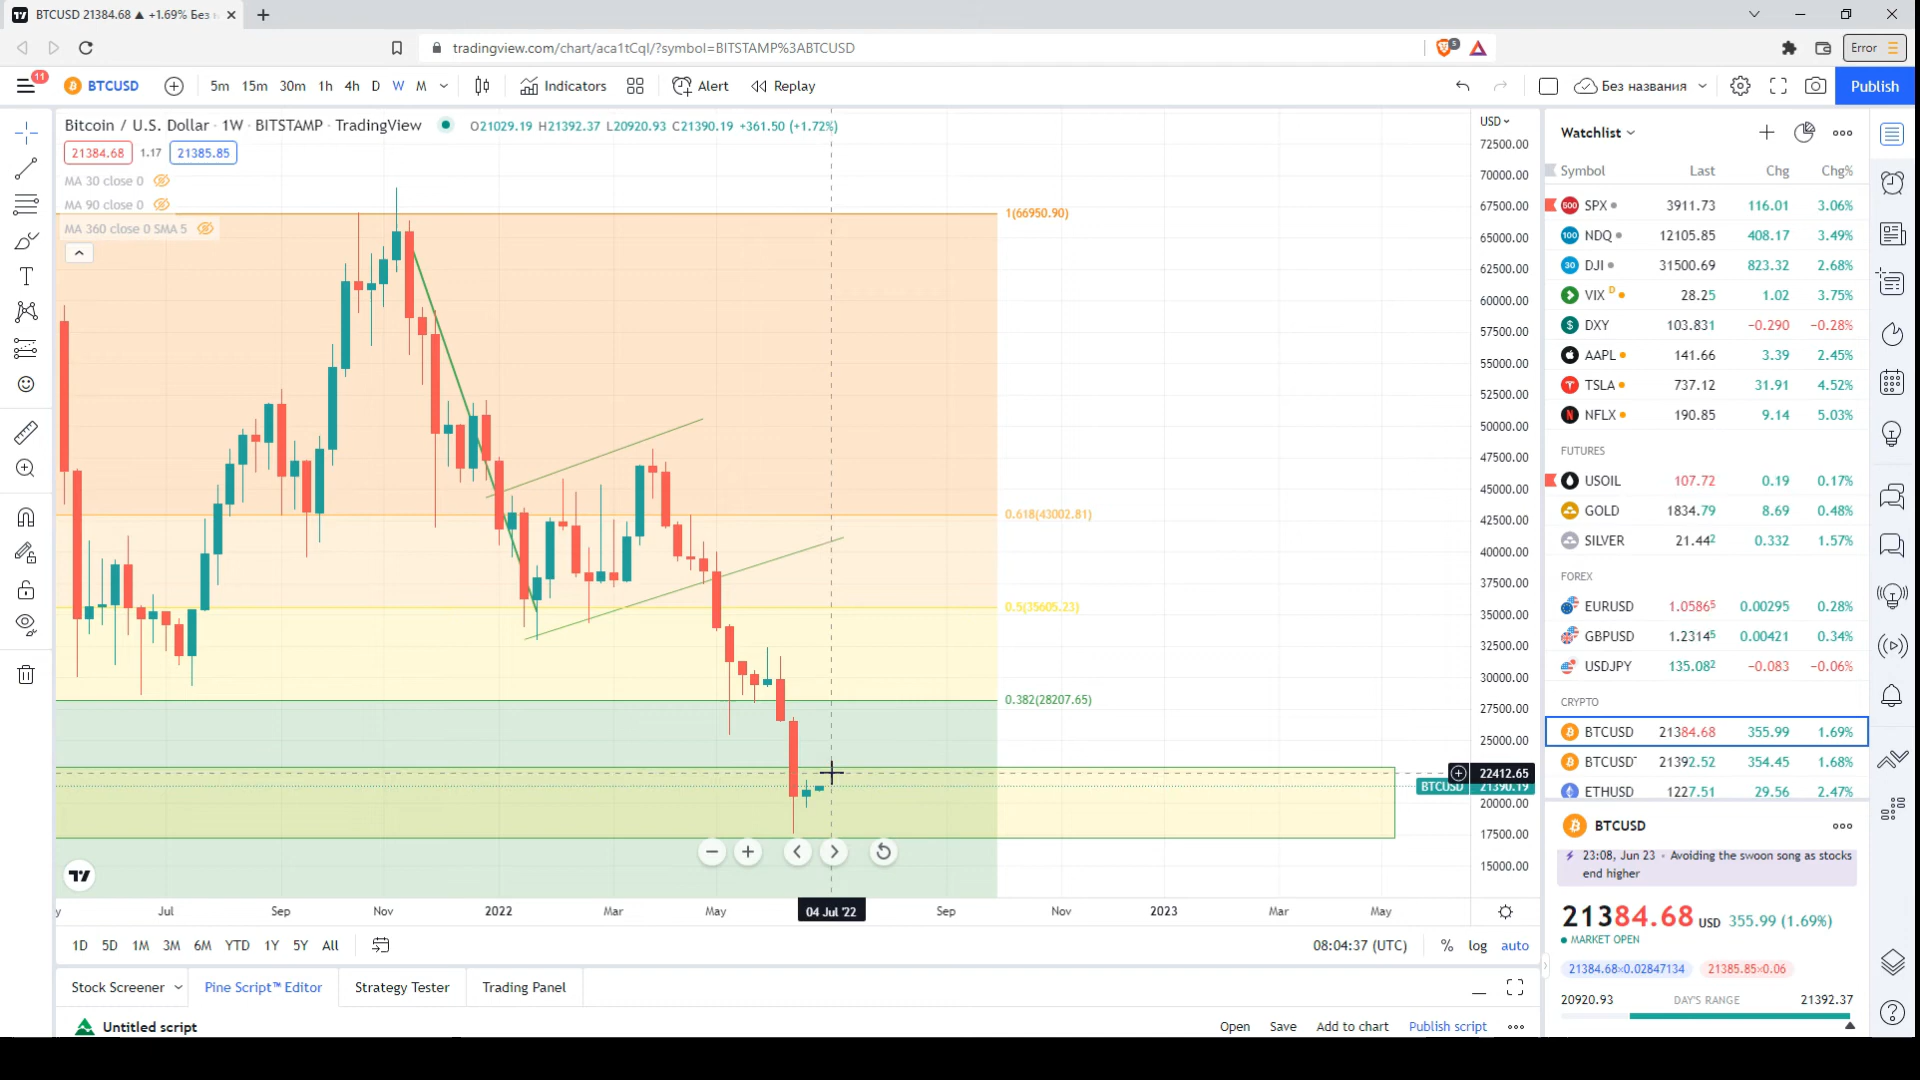 BTCUSD 21384.68 ▲ +1.69% Без
tradingview.com/chart/aca1tCql/?symbol=BITSTAMP%3ABTCUSD
5
Error
11
BTCUSD
5m 15m 30m 1h 4h D W M
Indicators
Alert
Replay
Без названия
Publish
Bitcoin / U.S. Dollar · 1W · BITSTAMP · TradingView
O21029.19 H21392.37 L20920.93 C21390.19 +361.50 (+1.72%)
21384.68 1.17 21385.85
MA 30 close 0
MA 90 close 0
MA 360 close 0 SMA 5
1(66950.90)
0.618(43002.81)
0.5(35605.23)
0.382(28207.65)
USD
72500.00
70000.00
67500.00
65000.00
62500.00
60000.00
57500.00
55000.00
52500.00
50000.00
47500.00
45000.00
42500.00
40000.00
37500.00
35000.00
32500.00
30000.00
27500.00
25000.00
22412.65
BTCUSD 21390.19
20000.00
17500.00
15000.00
y Jul Sep Nov 2022 Mar May 04 Jul '22 Sep Nov 2023 Mar May
1D 5D 1M 3M 6M YTD 1Y 5Y All
08:04:37 (UTC) % log auto
Stock Screener Pine Script™ Editor Strategy Tester Trading Panel
Untitled script
Open Save Add to chart Publish script
Watchlist
Symbol Last Chg Chg%
500 SPX 3911.73 116.01 3.06%
100 NDQ 12105.85 408.17 3.49%
30 DJI 31500.69 823.32 2.68%
VIX D 28.25 1.02 3.75%
$ DXY 103.831 −0.290 −0.28%
AAPL 141.66 3.39 2.45%
TSLA 737.12 31.91 4.52%
N NFLX 190.85 9.14 5.03%
FUTURES
USOIL 107.72 0.19 0.17%
GOLD 1834.79 8.69 0.48%
SILVER 21.442 0.332 1.57%
FOREX
EURUSD 1.05865 0.00295 0.28%
GBPUSD 1.23145 0.00421 0.34%
USDJPY 135.082 −0.083 −0.06%
CRYPTO
BTCUSD 21384.68 355.99 1.69%
BTCUSD 21392.52 354.45 1.68%
ETHUSD 1227.51 29.56 2.47%
BTCUSD
23:08, Jun 23 • Avoiding the swoon song as stocks
end higher
21384.68 USD 355.99 (1.69%)
MARKET OPEN
21384.68×0.02847134 21385.85×0.06
20920.93 DAY'S RANGE 21392.37